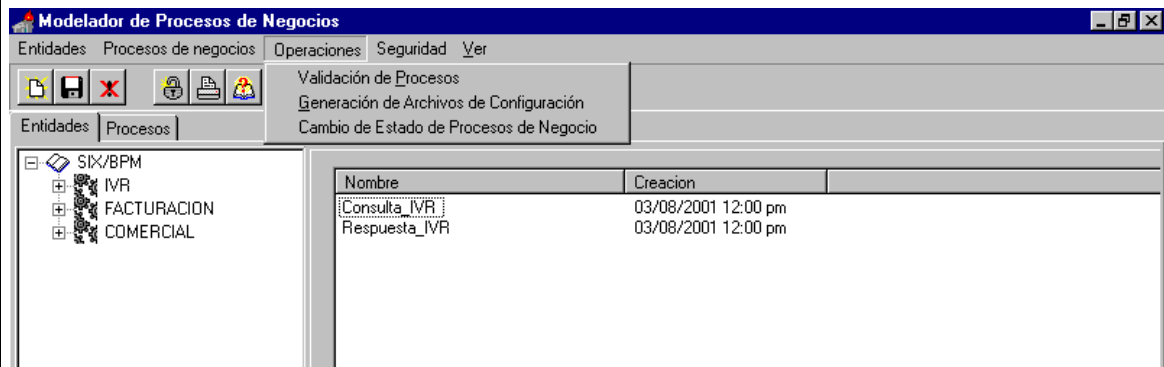 Modelador de Procesos de Negocios
Entidades Procesos de negocios Operaciones Seguridad Ver
Validación de Procesos
Generación de Archivos de Configuración
Cambio de Estado de Procesos de Negocio
Entidades Procesos
SIX/BPM
IVR
FACTURACION
COMERCIAL
Nombre Creacion
Consulta_IVR 03/08/2001 12:00 pm
Respuesta_IVR 03/08/2001 12:00 pm